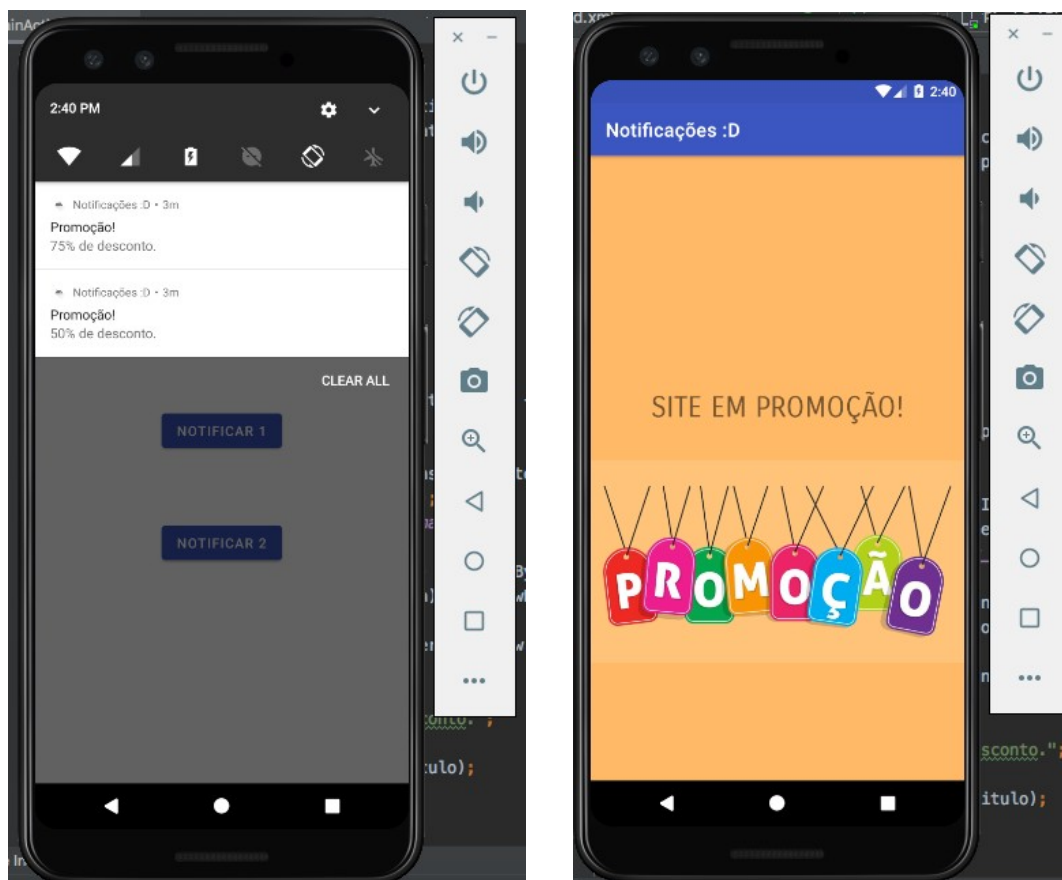 2:40 PM
Notificações :D • 3m
Promoção!
75% de desconto.
Notificações :D • 3m
Promoção!
50% de desconto.
CLEAR ALL
NOTIFICAR 1
NOTIFICAR 2
itulo);
2:40
Notificações :D
SITE EM PROMOÇÃO!
PROMOÇÃO
sconto.";
itulo);